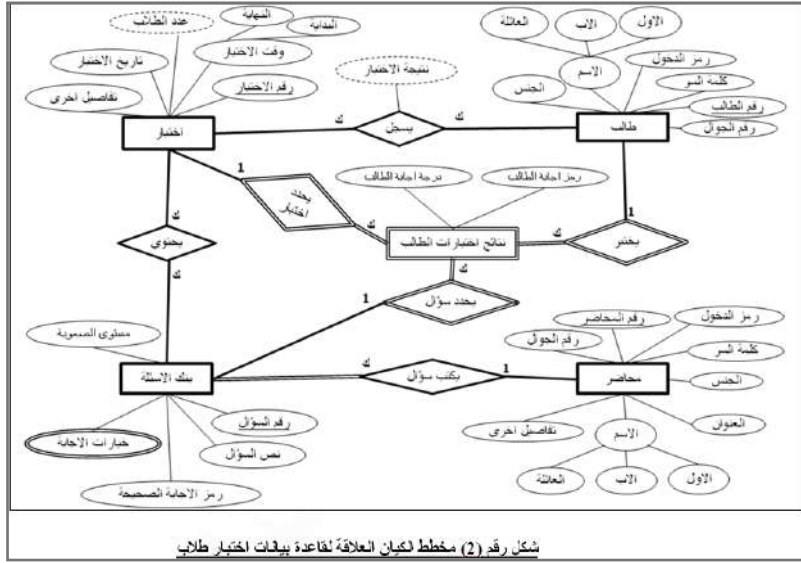 عدد الطلاب
النهاية
البداية
تاريخ الاختبار
وقت الاختبار
تفاصيل اخرى
رقم الاختبار
اختبار
نتيجة الاختبار
يسجل
ك
ك
العائلة
الاب
الاول
الاسم
الجنس
رمز الدخول
كلمة السر
رقم الطالب
رقم الجوال
طالب
1
يحدد اختبار
ك
درجة اجابة الطالب
رمز اجابة الطالب
نتائج اختبارات الطالب
1
يختبر
ك
ك
يحتوي
ك
ك
يحدد سؤال
1
مستوى الصعوبة
بنك الاسئلة
خيارات الاجابة
رقم السؤال
نص السؤال
رمز الاجابة الصحيحة
ك
يكتب سؤال
1
رقم المحاضر
رقم الجوال
رمز الدخول
كلمة السر
الجنس
العنوان
محاضر
تفاصيل اخرى
الاسم
العائلة
الاب
الاول
شكل رقم (2) مخطط الكيان العلاقة لقاعدة بيانات اختبار طلاب